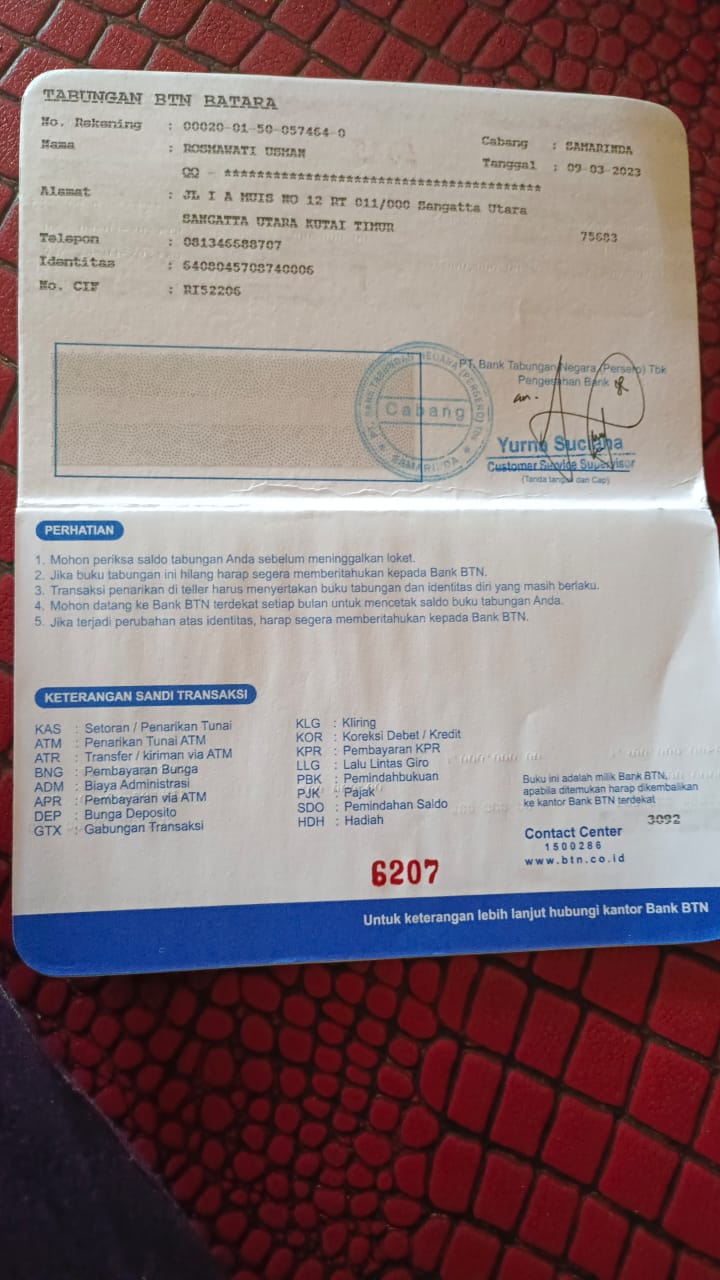 TABUNGAN BTN BATARA
No. Rekening : 00020-01-50-057464-0
Cabang : SAMARINDA
Nama : ROSMAWATI USMAN
Tanggal : 09-03-2023
QQ - ****************************************
Alamat : JL I A MUIS NO 12 RT 011/000 Sangatta Utara
SANGATTA UTARA KUTAI TIMUR
75683
Telepon : 081346688707
Identitas : 6408045708740006
No. CIF : RI52206
PT. Bank Tabungan Negara (Persero) Tbk
Pengesahan Bank
an.
PT. BANK TABUNGAN NEGARA (PERSERO) Tbk
Cabang
SAMARINDA
Yurna Suciana
Customer Service Supervisor
(Tanda tangan dan Cap)
PERHATIAN
1. Mohon periksa saldo tabungan Anda sebelum meninggalkan loket.
2. Jika buku tabungan ini hilang harap segera memberitahukan kepada Bank BTN.
3. Transaksi penarikan di teller harus menyertakan buku tabungan dan identitas diri yang masih berlaku.
4. Mohon datang ke Bank BTN terdekat setiap bulan untuk mencetak saldo buku tabungan Anda.
5. Jika terjadi perubahan atas identitas, harap segera memberitahukan kepada Bank BTN.
KETERANGAN SANDI TRANSAKSI
KAS : Setoran / Penarikan Tunai
ATM : Penarikan Tunai ATM
ATR : Transfer / kiriman via ATM
BNG : Pembayaran Bunga
ADM : Biaya Administrasi
APR : Pembayaran via ATM
DEP : Bunga Deposito
GTX : Gabungan Transaksi
KLG : Kliring
KOR : Koreksi Debet / Kredit
KPR : Pembayaran KPR
LLG : Lalu Lintas Giro
PBK : Pemindahbukuan
PJK : Pajak
SDO : Pemindahan Saldo
HDH : Hadiah
Buku ini adalah milik Bank BTN,
apabila ditemukan harap dikembalikan
ke kantor Bank BTN terdekat
3092
Contact Center
1500286
www.btn.co.id
6207
Untuk keterangan lebih lanjut hubungi kantor Bank BTN